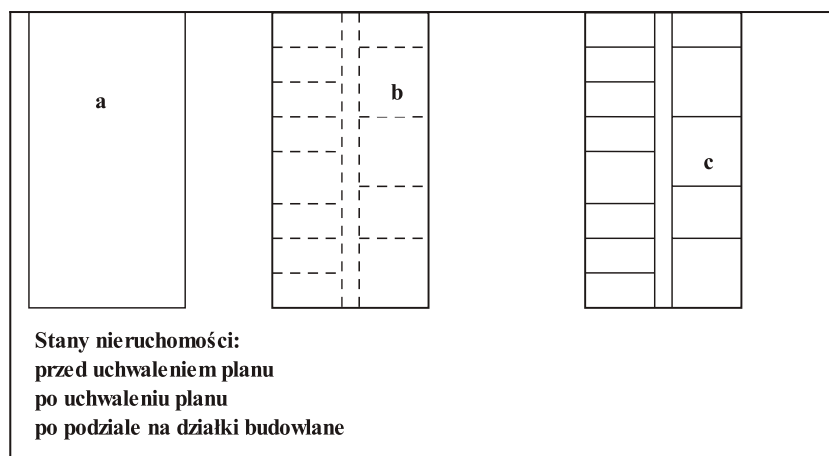 a
b
c
Stany nieruchomości:
przed uchwaleniem planu
po uchwaleniu planu
po podziale na działki budowlane